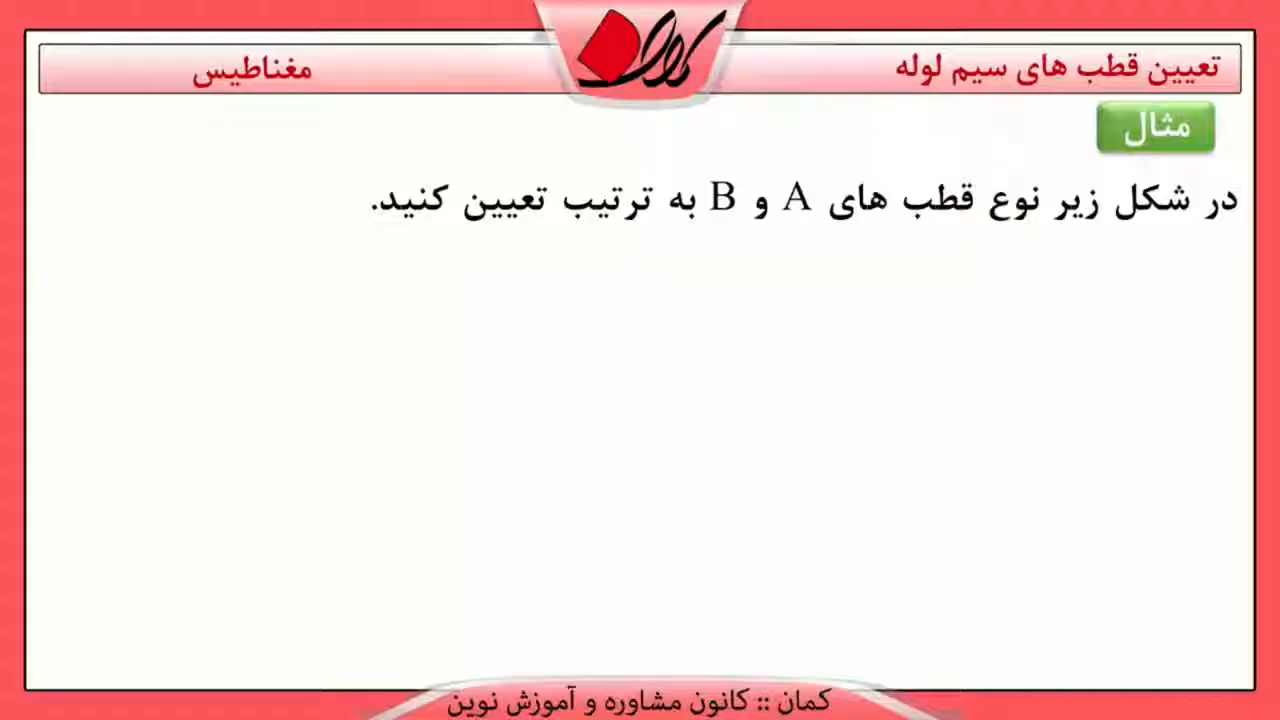 کمان
تعیین قطب های سیم لوله
مغناطیس
مثال
در شکل زیر نوع قطب های A و B به ترتیب تعیین کنید.
کمان :: کانون مشاوره و آموزش نوین